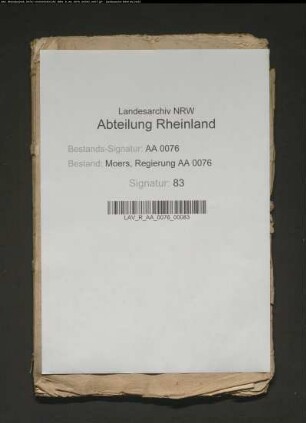 Landesarchiv NRW
Abteilung Rheinland
Bestands-Signatur: AA 0076
Bestand: Moers, Regierung AA 0076
Signatur: 83
LAV_R_AA_0076_00083